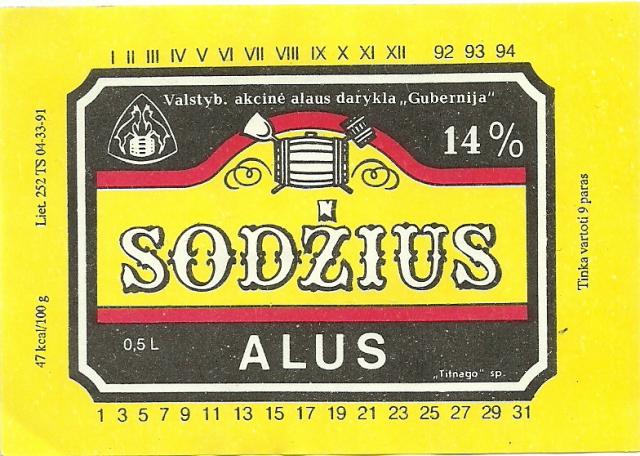 I II III IV V VI VII VIII IX X XI XII 92 93 94
Valstyb. akcinė alaus darykla „Gubernija"
14%
SODŽIUS
0,5 L
ALUS
„Titnago" sp.
1 3 5 7 9 11 13 15 17 19 21 23 25 27 29 31
Liet. 252 TS 04-33-91
47 kcal/100 g
Tinka vartoti 9 paras